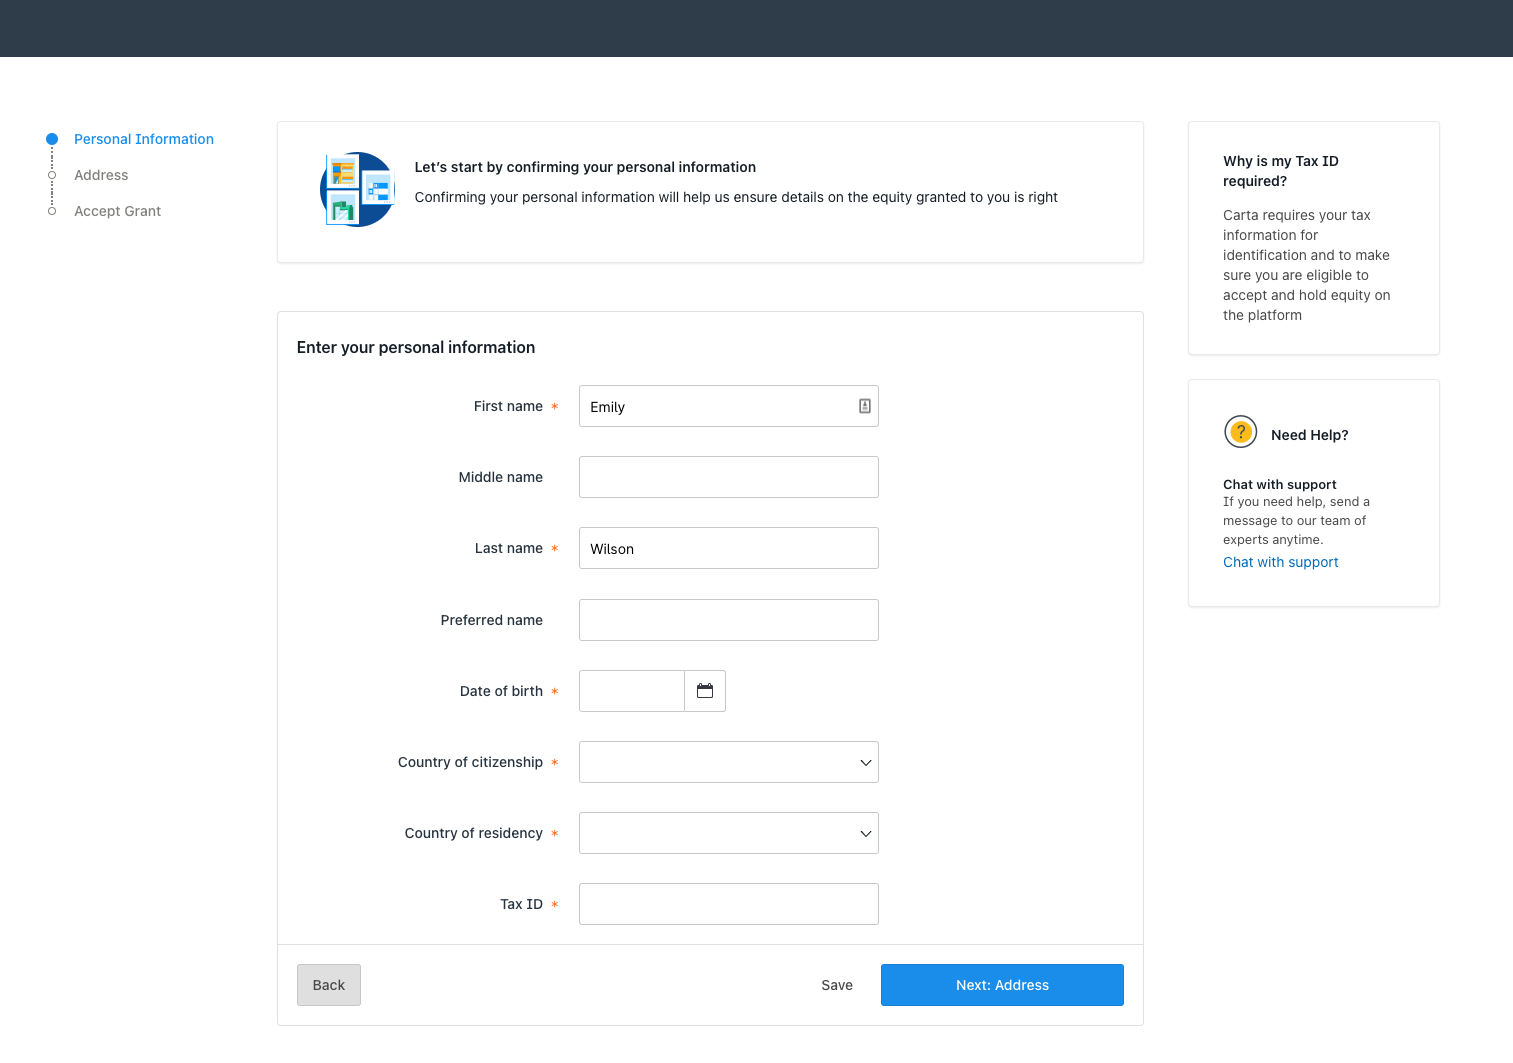 Personal Information
Address
Accept Grant
Let's start by confirming your personal information
Confirming your personal information will help us ensure details on the equity granted to you is right
Enter your personal information
First name *
Emily
Middle name
Last name *
Wilson
Preferred name
Date of birth *
Country of citizenship *
Country of residency *
Tax ID *
Back
Save
Next: Address
Why is my Tax ID
required?
Carta requires your tax
information for
identification and to make
sure you are eligible to
accept and hold equity on
the platform
?
Need Help?
Chat with support
If you need help, send a
message to our team of
experts anytime.
Chat with support